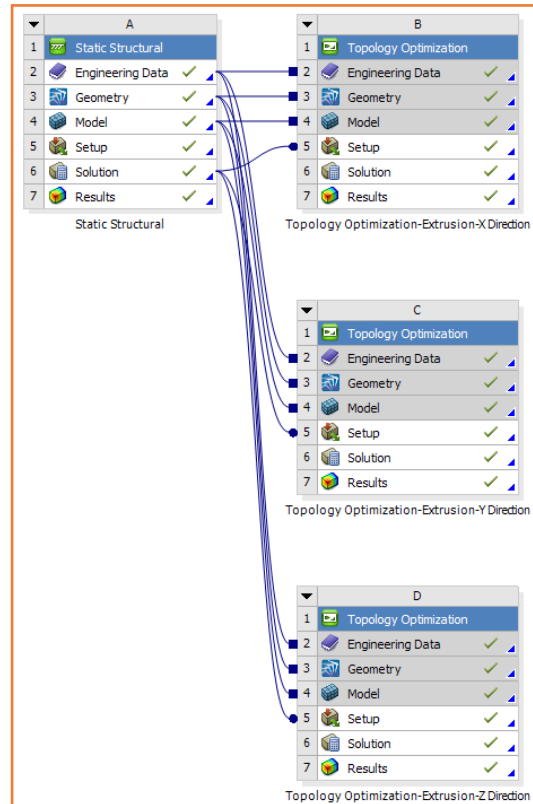 A
1 Static Structural
2 Engineering Data
3 Geometry
4 Model
5 Setup
6 Solution
7 Results
Static Structural
B
1 Topology Optimization
2 Engineering Data
3 Geometry
4 Model
5 Setup
6 Solution
7 Results
Topology Optimization-Extrusion-X Direction
C
1 Topology Optimization
2 Engineering Data
3 Geometry
4 Model
5 Setup
6 Solution
7 Results
Topology Optimization-Extrusion-Y Direction
D
1 Topology Optimization
2 Engineering Data
3 Geometry
4 Model
5 Setup
6 Solution
7 Results
Topology Optimization-Extrusion-Z Direction